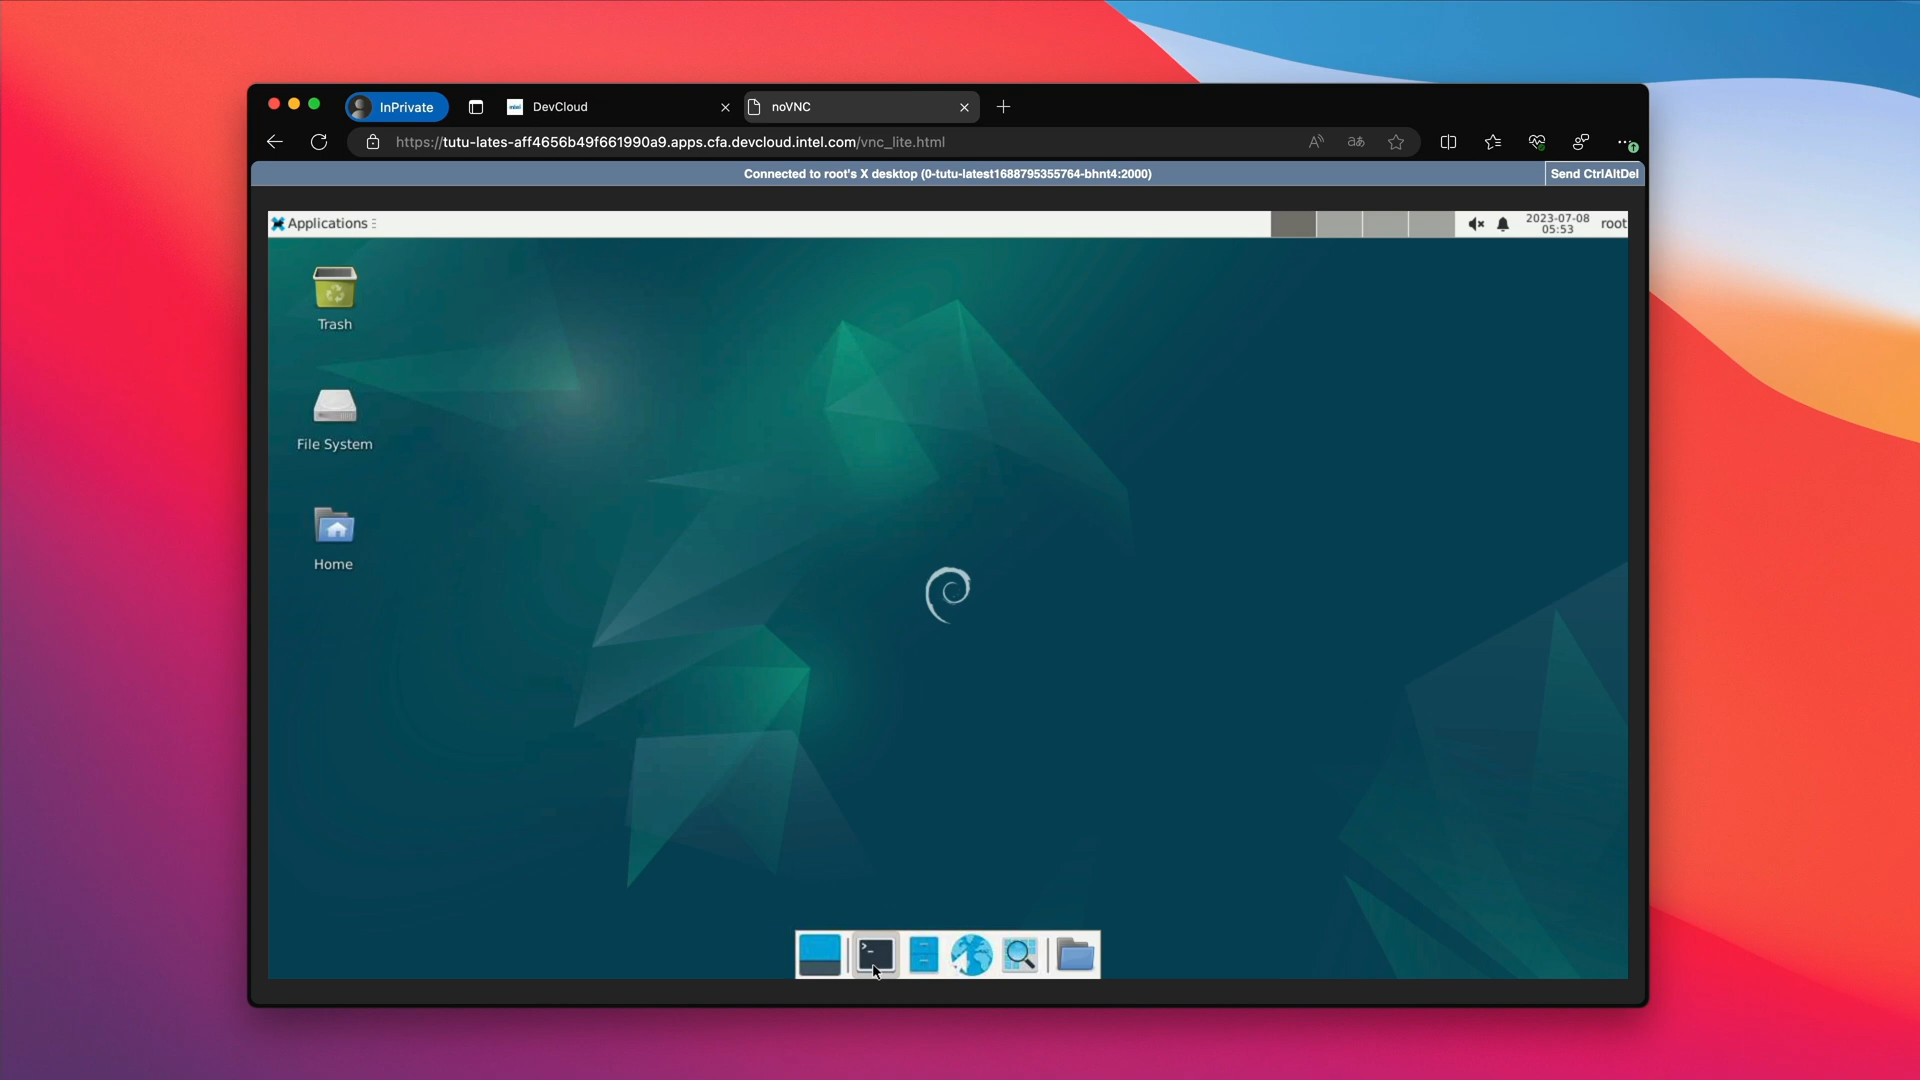 InPrivate
intel
DevCloud
noVNC
https://tutu-lates-aff4656b49f661990a9.apps.cfa.devcloud.intel.com/vnc_lite.html
Connected to root's X desktop (0-tutu-latest1688795355764-bhnt4:2000)
Send CtrlAltDel
Applications
2023-07-08
05:53
root
Trash
File System
Home